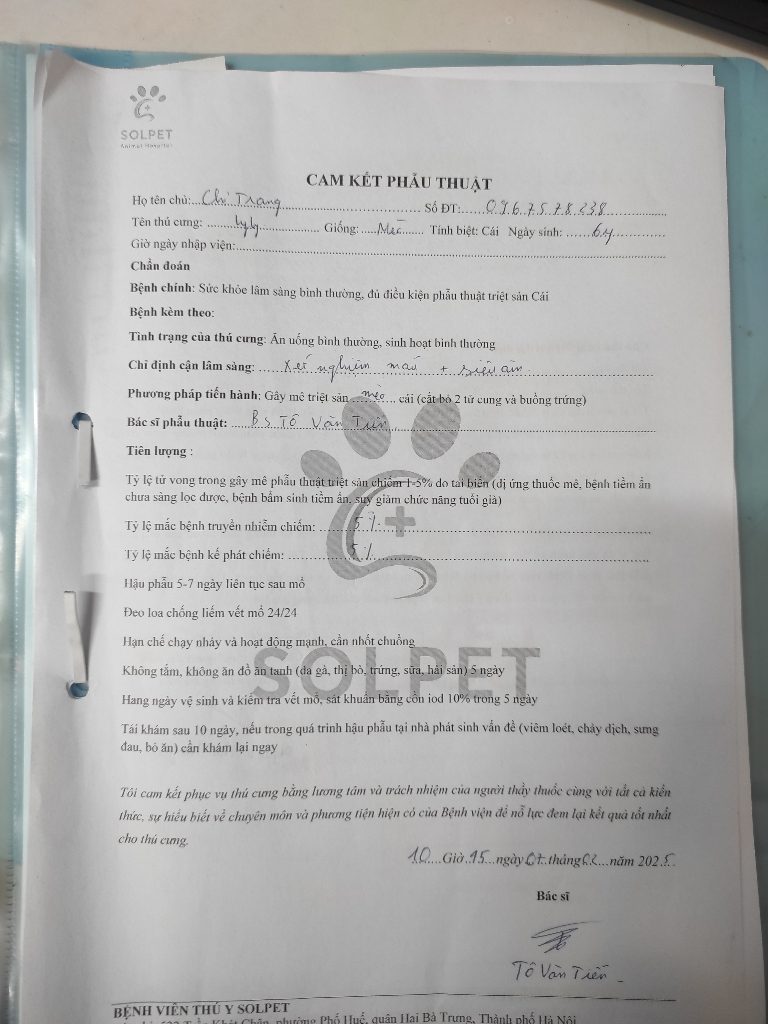 SOLPET
Animal Hospital
CAM KẾT PHẪU THUẬT
Họ tên chủ: Chị Trang Số ĐT: 0967578238
Tên thú cưng: Lyly Giống: Mèo Tính biệt: Cái Ngày sinh: 6y
Giờ ngày nhập viện:
Chẩn đoán
Bệnh chính: Sức khỏe lâm sàng bình thường, đủ điều kiện phẫu thuật triệt sản Cái
Bệnh kèm theo:
Tình trạng của thú cưng: Ăn uống bình thường, sinh hoạt bình thường
Chỉ định cận lâm sàng: xét nghiệm máu + siêu âm
Phương pháp tiến hành: Gây mê triệt sản mèo cái (cắt bỏ 2 tử cung và buồng trứng)
Bác sĩ phẫu thuật: BS Tô Văn Tiến
Tiên lượng :
Tỷ lệ tử vong trong gây mê phẫu thuật triệt sản chiếm 1-5% do tai biến (dị ứng thuốc mê, bệnh tiềm ẩn
chưa sàng lọc được, bệnh bẩm sinh tiềm ẩn, suy giảm chức năng tuổi già)
Tỷ lệ mắc bệnh truyền nhiễm chiếm: 5%
Tỷ lệ mắc bệnh kế phát chiếm: 5%
Hậu phẫu 5-7 ngày liên tục sau mổ
Đeo loa chống liếm vết mổ 24/24
Hạn chế chạy nhảy và hoạt động mạnh, cần nhốt chuồng
Không tắm, không ăn đồ ăn tanh (da gà, thị bò, trứng, sữa, hải sản) 5 ngày
Hang ngày vệ sinh và kiểm tra vết mổ, sát khuẩn bằng cồn iod 10% trong 5 ngày
Tái khám sau 10 ngày, nếu trong quá trình hậu phẫu tại nhà phát sinh vấn đề (viêm loét, chảy dịch, sưng
đau, bỏ ăn) cần khám lại ngay
SOLPET
Tôi cam kết phục vụ thú cưng bằng lương tâm và trách nhiệm của người thầy thuốc cùng với tất cả kiến
thức, sự hiểu biết về chuyên môn và phương tiện hiện có của Bệnh viện để nỗ lực đem lại kết quả tốt nhất
cho thú cưng.
10 Giờ 15 ngày 07 tháng 02 năm 2025
Bác sĩ
Tô Văn Tiến
BỆNH VIỆN THÚ Y SOLPET
Trần Khát Chân, phường Phố Huế, quận Hai Bà Trưng, Thành phố Hà Nội